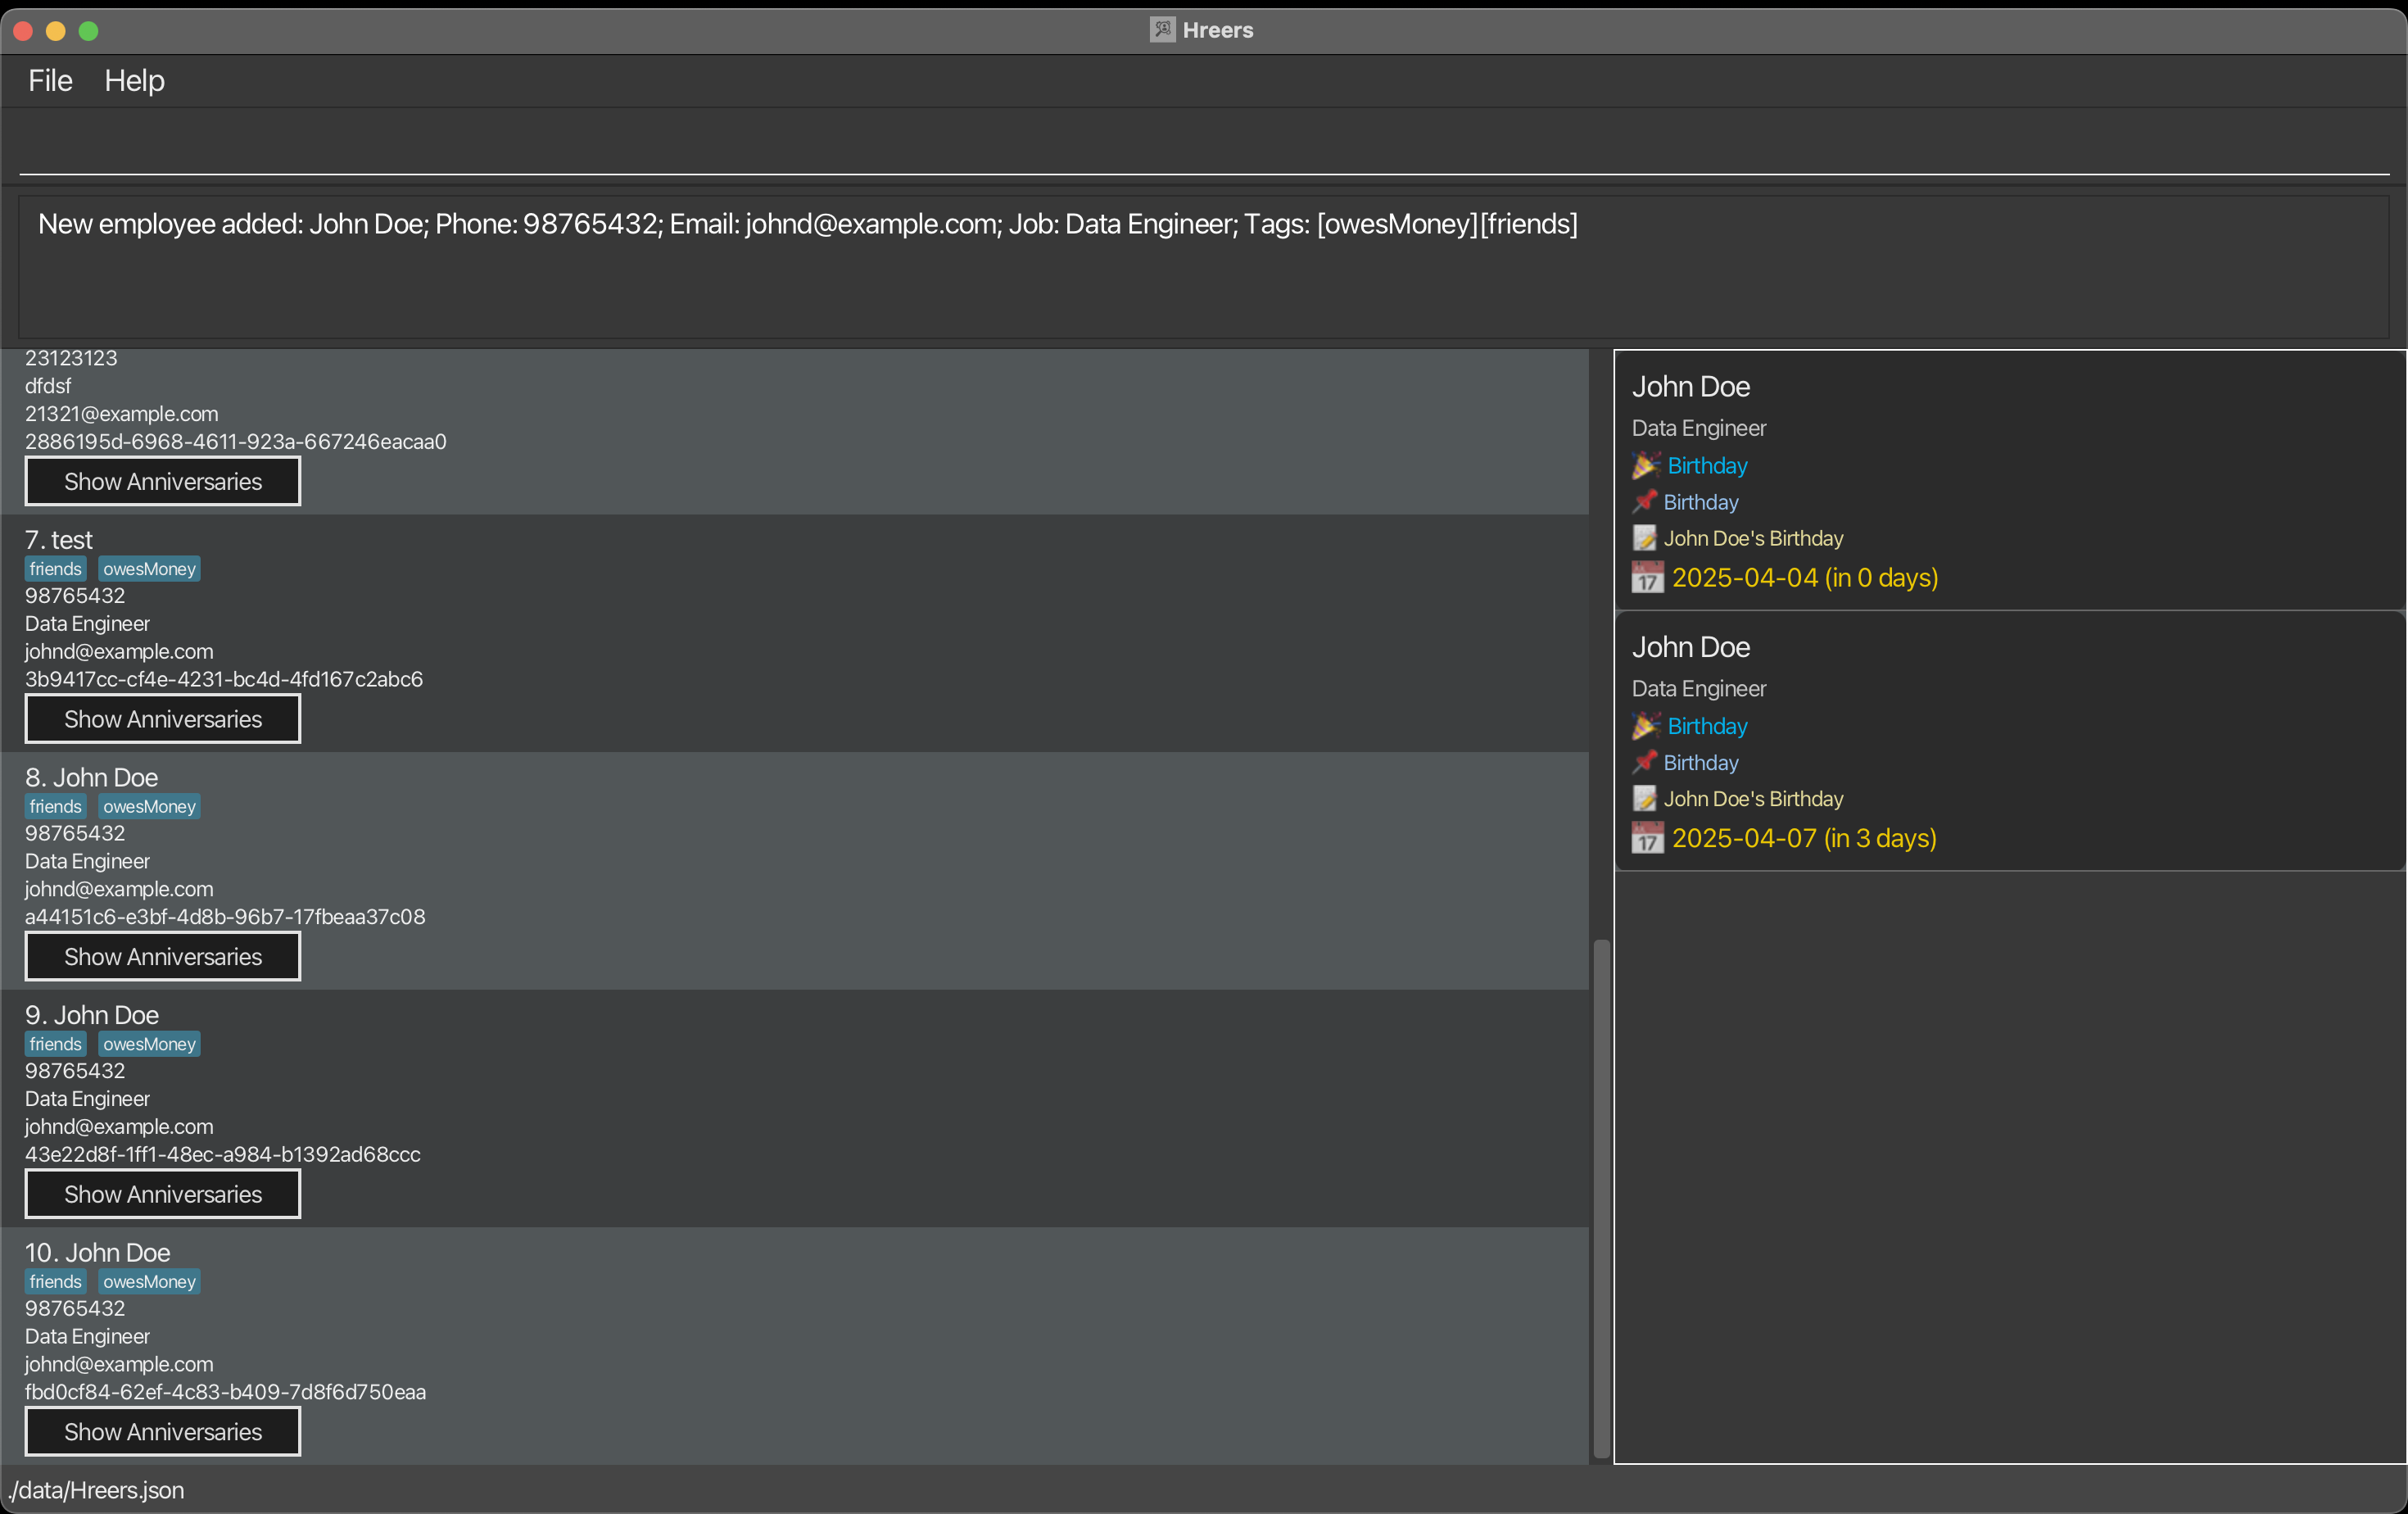 Hreers
File Help
New employee added: John Doe; Phone: 98765432; Email: johnd@example.com; Job: Data Engineer; Tags: [owesMoney][friends]
23123123
dfdsf
21321@example.com
2886195d-6968-4611-923a-667246eacaa0
Show Anniversaries
7. test
friends owesMoney
98765432
Data Engineer
johnd@example.com
3b9417cc-cf4e-4231-bc4d-4fd167c2abc6
Show Anniversaries
8. John Doe
friends owesMoney
98765432
Data Engineer
johnd@example.com
a44151c6-e3bf-4d8b-96b7-17fbeaa37c08
Show Anniversaries
9. John Doe
friends owesMoney
98765432
Data Engineer
johnd@example.com
43e22d8f-1ff1-48ec-a984-b1392ad68ccc
Show Anniversaries
10. John Doe
friends owesMoney
98765432
Data Engineer
johnd@example.com
fbd0cf84-62ef-4c83-b409-7d8f6d750eaa
Show Anniversaries
John Doe
Data Engineer
Birthday
Birthday
John Doe's Birthday
17 2025-04-04 (in 0 days)
John Doe
Data Engineer
Birthday
Birthday
John Doe's Birthday
17 2025-04-07 (in 3 days)
./data/Hreers.json